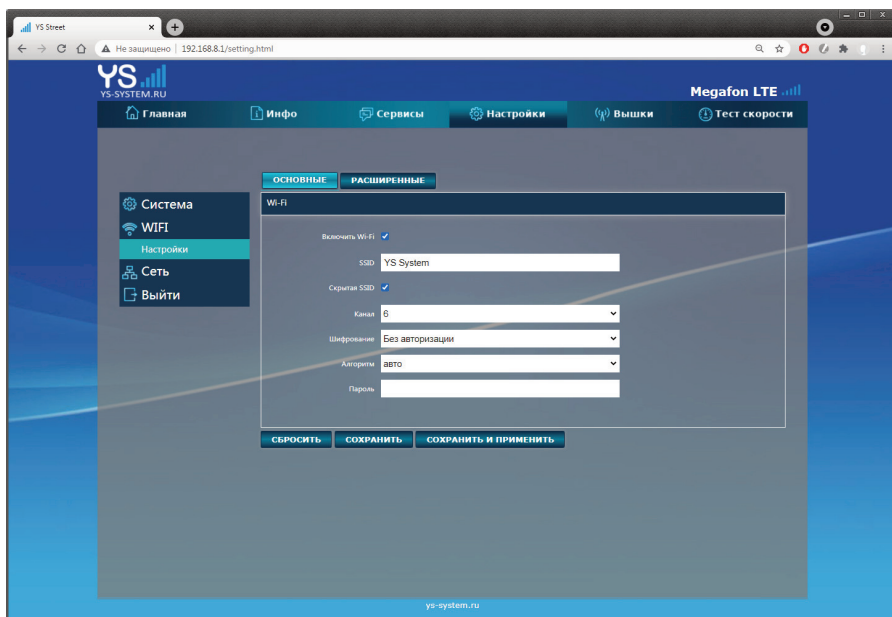 YS Street
Не защищено | 192.168.8.1/setting.html
YS
YS-SYSTEM.RU
Megafon LTE
Главная
Инфо
Сервисы
Настройки
Вышки
Тест скорости
ОСНОВНЫЕ
РАСШИРЕННЫЕ
Система
WIFI
Настройки
Сеть
Выйти
Wi-Fi
Включить Wi-Fi
SSID YS System
Скрытая SSID
Канал 6
Шифрование Без авторизации
Алгоритм авто
Пароль
СБРОСИТЬ
СОХРАНИТЬ
СОХРАНИТЬ И ПРИМЕНИТЬ
ys-system.ru